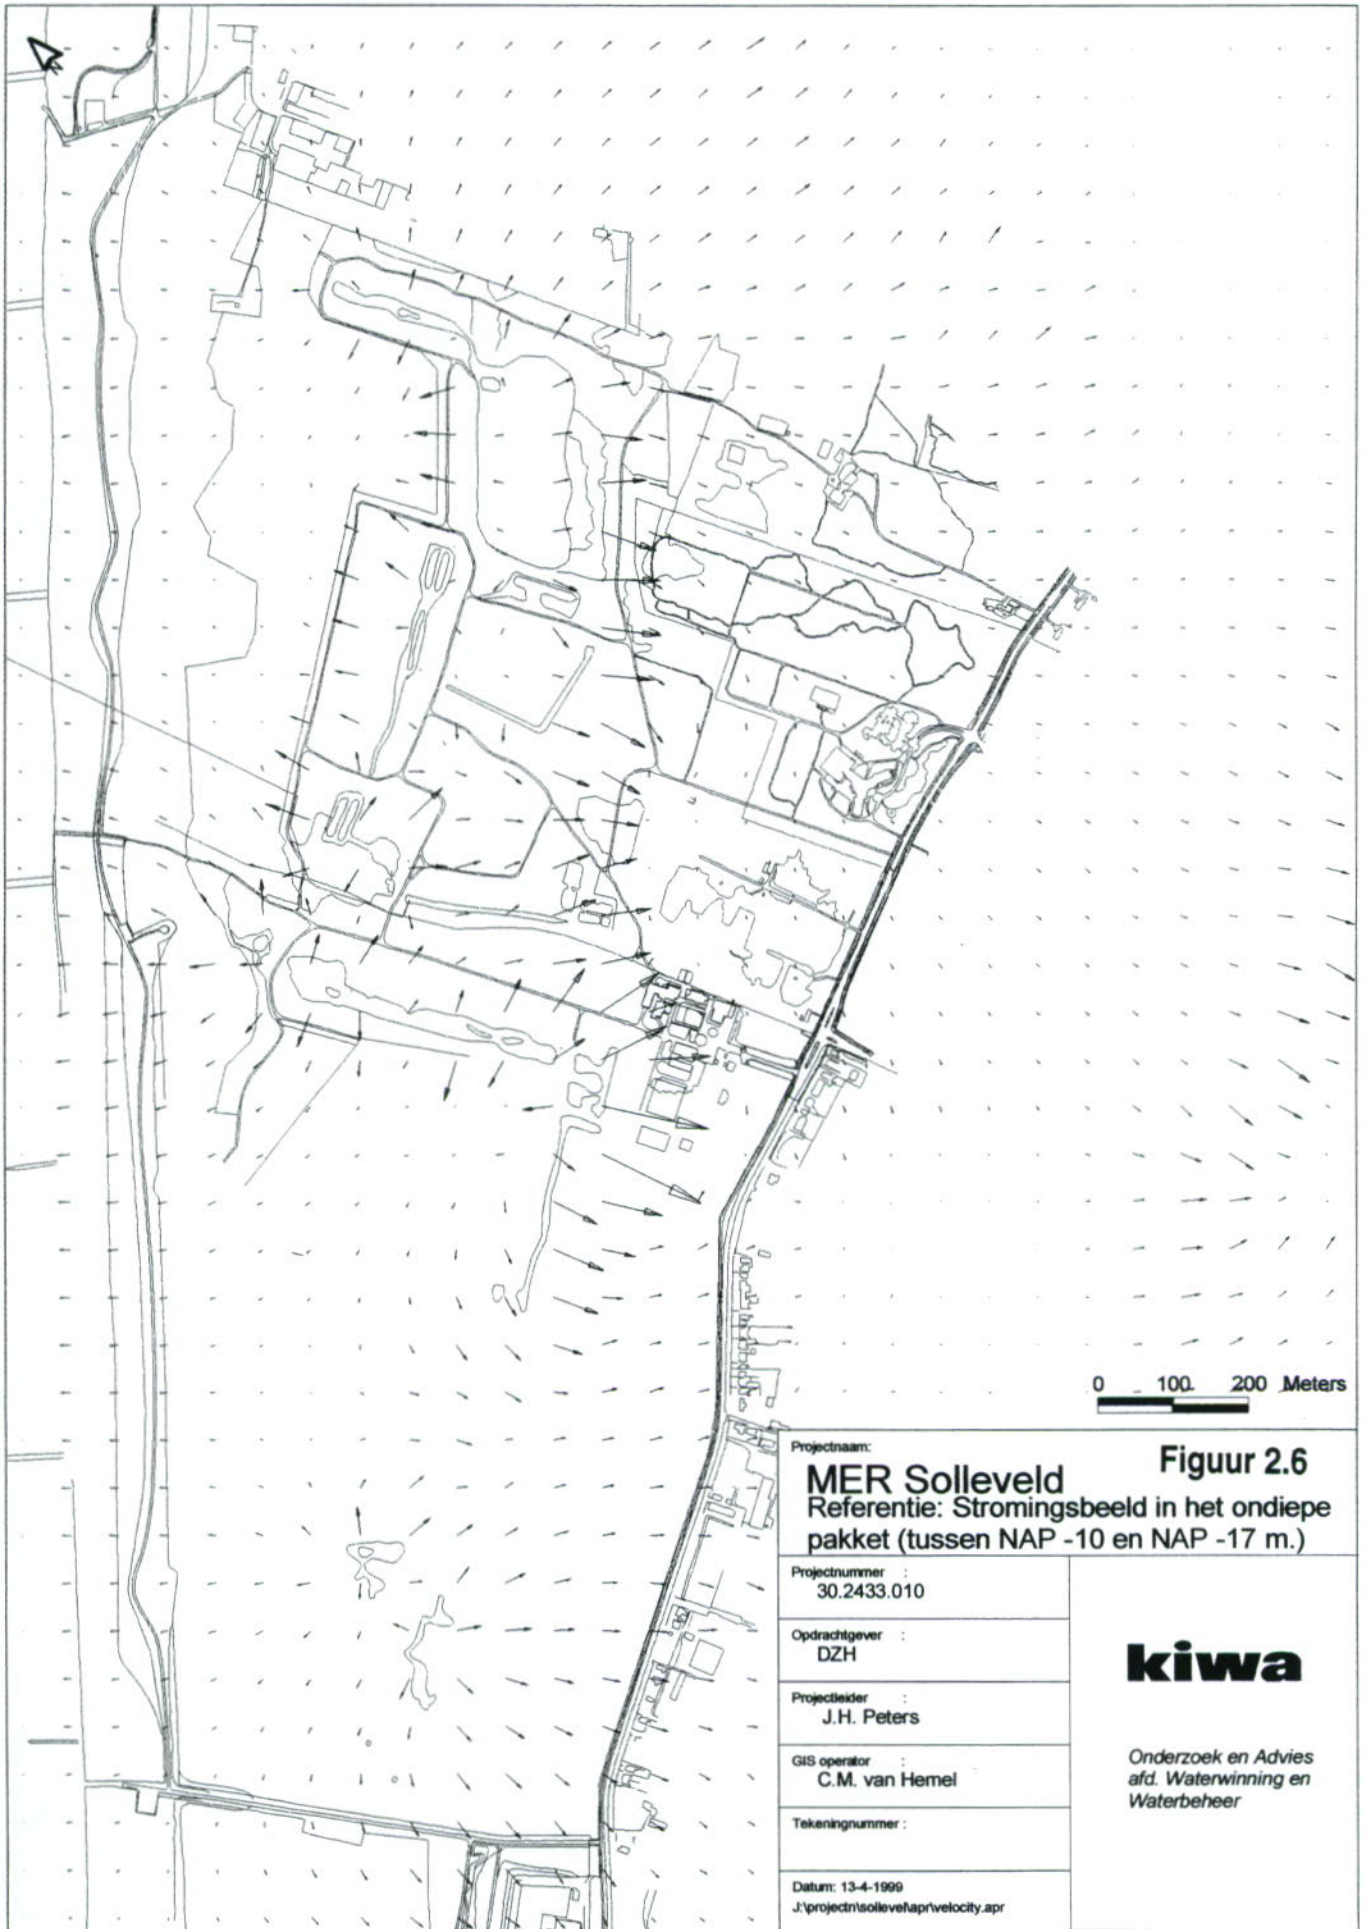 0 100 200 Meters
Projectnaam:
Figuur 2.6
MER Solleveld
Referentie: Stromingsbeeld in het ondiepe
pakket (tussen NAP -10 en NAP -17 m.)
Projectnummer :
30.2433.010
Opdrachtgever :
DZH
Projectleider :
J.H. Peters
GIS operator :
C.M. van Hemel
Tekeningnummer :
Datum: 13-4-1999
J:\projectn\sollevel\apr\velocity.apr
kiwa
Onderzoek en Advies
afd. Waterwinning en
Waterbeheer